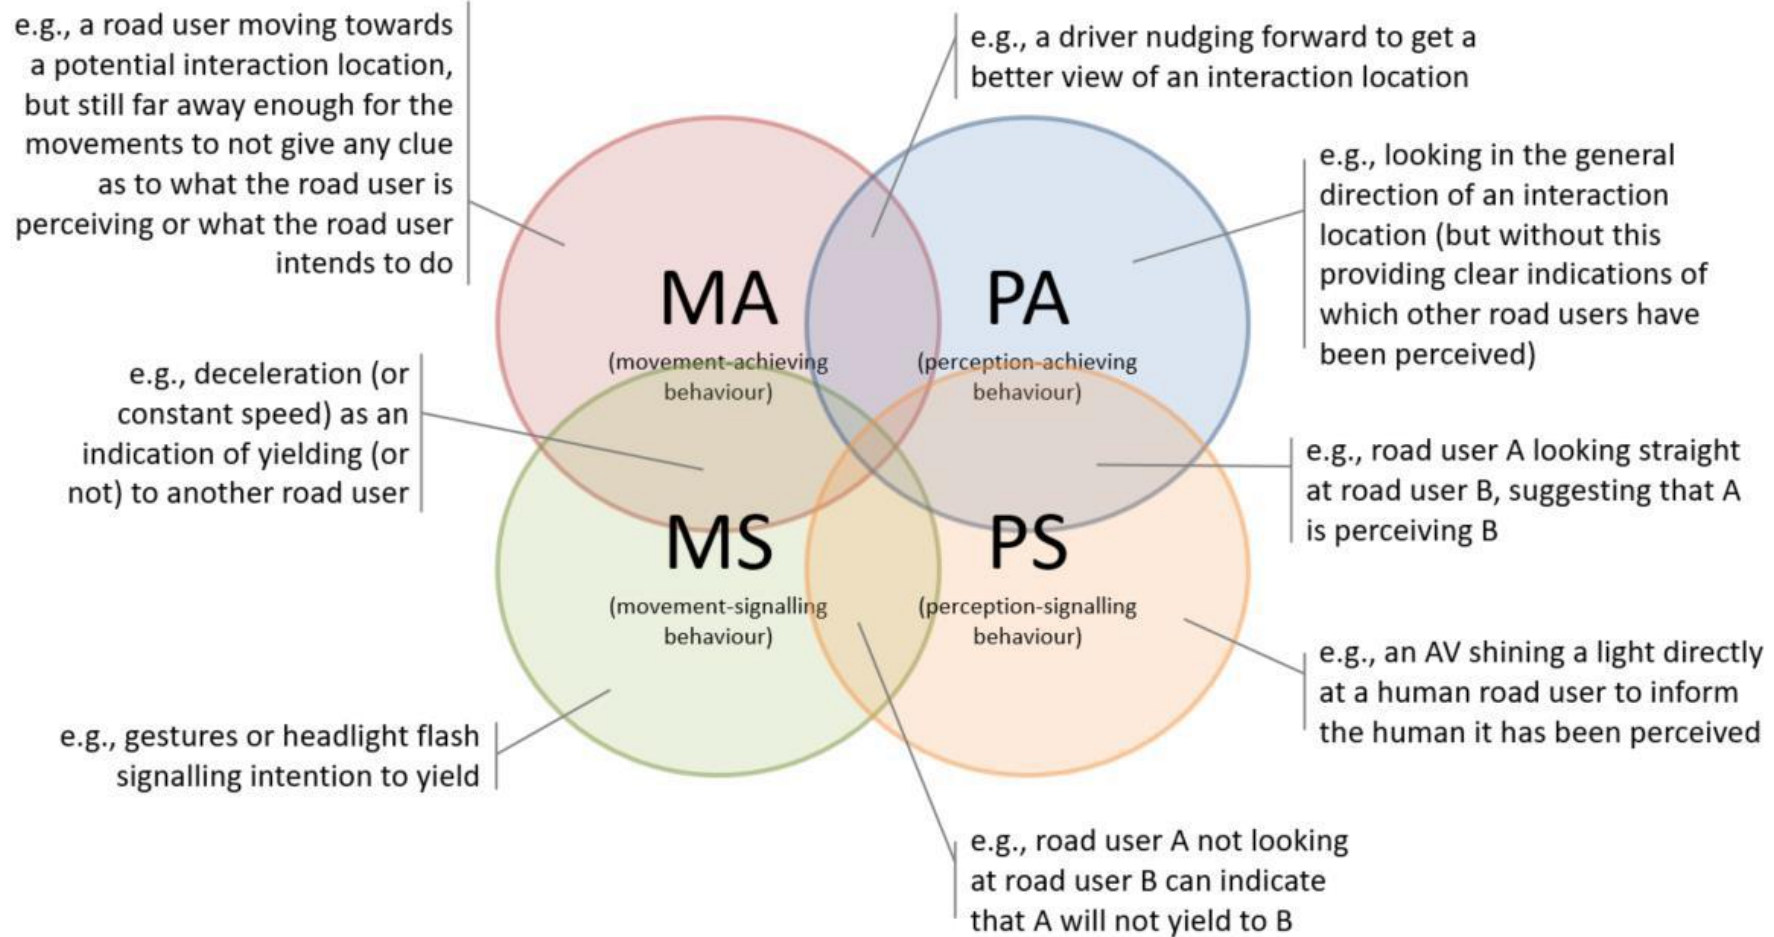 e.g., a road user moving towards
a potential interaction location,
but still far away enough for the
movements to not give any clue
as to what the road user is
perceiving or what the road user
intends to do
e.g., a driver nudging forward to get a
better view of an interaction location
e.g., looking in the general
direction of an interaction
location (but without this
providing clear indications of
which other road users have
been perceived)
MA
(movement-achieving
behaviour)
PA
(perception-achieving
behaviour)
e.g., deceleration (or
constant speed) as an
indication of yielding (or
not) to another road user
e.g., road user A looking straight
at road user B, suggesting that A
is perceiving B
MS
(movement-signalling
behaviour)
PS
(perception-signalling
behaviour)
e.g., an AV shining a light directly
at a human road user to inform
the human it has been perceived
e.g., gestures or headlight flash
signalling intention to yield
e.g., road user A not looking
at road user B can indicate
that A will not yield to B